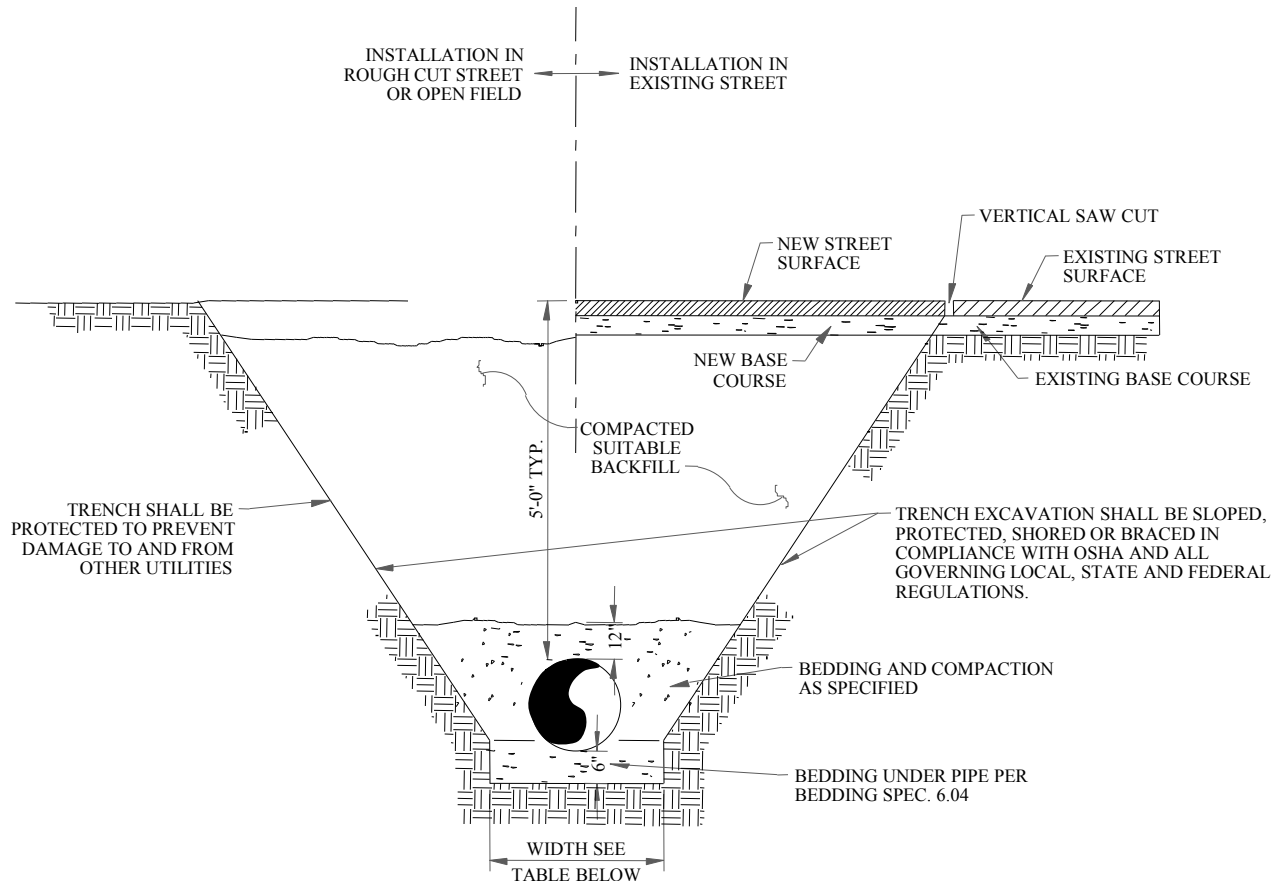 INSTALLATION IN
ROUGH CUT STREET
OR OPEN FIELD
INSTALLATION IN
EXISTING STREET
VERTICAL SAW CUT
NEW STREET
SURFACE
EXISTING STREET
SURFACE
NEW BASE
COURSE
EXISTING BASE COURSE
COMPACTED
SUITABLE
BACKFILL
5'-0" TYP.
TRENCH SHALL BE
PROTECTED TO PREVENT
DAMAGE TO AND FROM
OTHER UTILITIES
TRENCH EXCAVATION SHALL BE SLOPED,
PROTECTED, SHORED OR BRACED IN
COMPLIANCE WITH OSHA AND ALL
GOVERNING LOCAL, STATE AND FEDERAL
REGULATIONS.
12"
BEDDING AND COMPACTION
AS SPECIFIED
6"
BEDDING UNDER PIPE PER
BEDDING SPEC. 6.04
WIDTH SEE
TABLE BELOW